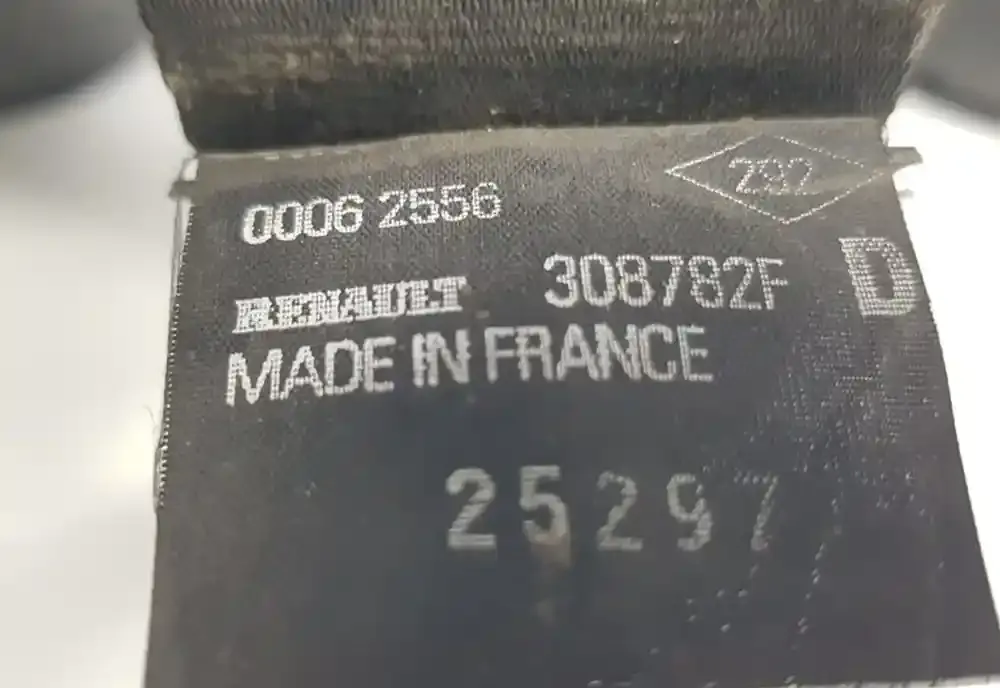 292
0006 2556
RENAULT 308782F D
MADE IN FRANCE
25297